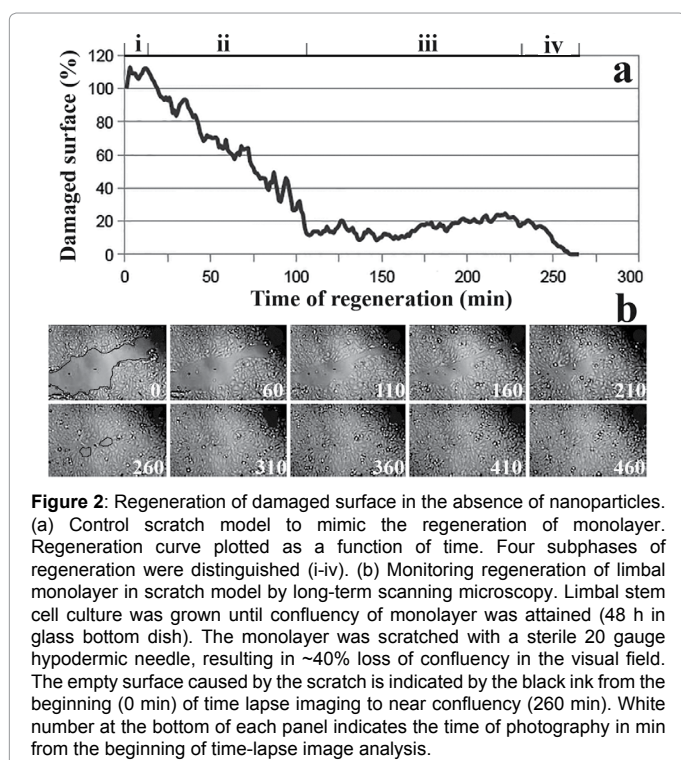 i ii iii iv
120
100
80
60
40
20
0
Damaged surface (%)
a
0 50 100 150 200 250 300
Time of regeneration (min)
b
0 60 110 160 210
260 310 360 410 460
Figure 2: Regeneration of damaged surface in the absence of nanoparticles.
(a) Control scratch model to mimic the regeneration of monolayer.
Regeneration curve plotted as a function of time. Four subphases of
regeneration were distinguished (i-iv). (b) Monitoring regeneration of limbal
monolayer in scratch model by long-term scanning microscopy. Limbal stem
cell culture was grown until confluency of monolayer was attained (48 h in
glass bottom dish). The monolayer was scratched with a sterile 20 gauge
hypodermic needle, resulting in ~40% loss of confluency in the visual field.
The empty surface caused by the scratch is indicated by the black ink from the
beginning (0 min) of time lapse imaging to near confluency (260 min). White
number at the bottom of each panel indicates the time of photography in min
from the beginning of time-lapse image analysis.